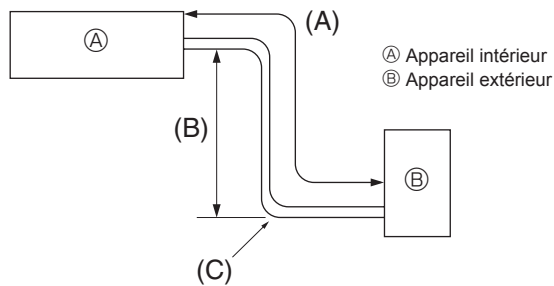 (A)
Ⓐ
Ⓐ Appareil intérieur
Ⓑ Appareil extérieur
(B)
Ⓑ
(C)